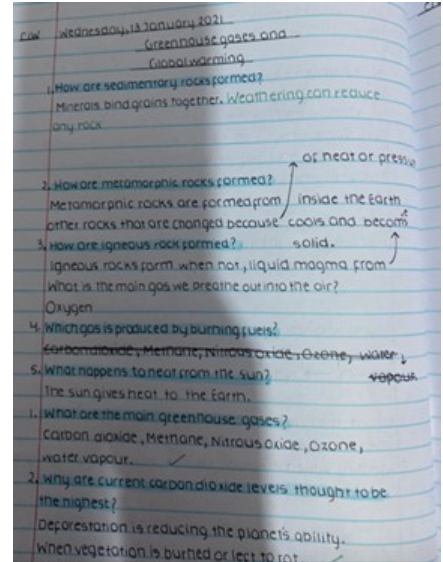 C/W Wednesday, 13 January 2021
Greenhouse gases and
Global warming
1. How are sedimentary rocks formed?
Minerals bind grains together. Weathering can reduce
any rock
of heat or pressu
2. How are metamorphic rocks formed?
Metamorphic rocks are formed from inside the Earth
other rocks that are changed because cools and becom
3. How are igneous rock formed? solid.
igneous rocks form when hot, liquid magma from
What is the main gas we breathe out into the air?
Oxygen
4. Which gas is produced by burning fuels?
Carbon dioxide, Methane, Nitrous oxide, Ozone, water
vapour
5. What happens to heat from the sun?
The sun gives heat to the Earth.
1. What are the main greenhouse gases?
Carbon dioxide, Methane, Nitrous Oxide, Ozone,
water vapour.
2. Why are current carbon dioxide levels thought to be
the highest?
Deforestation is reducing the planet's ability.
When vegetation is burned or left to rot